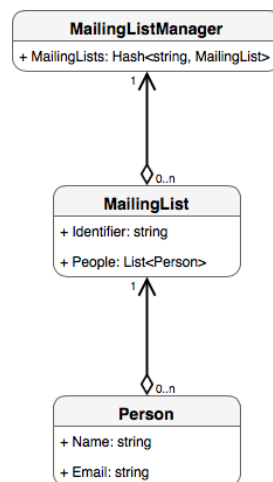 MailingListManager
+ MailingLists: Hash<string, MailingList>
1
0..n
MailingList
+ Identifier: string
+ People: List<Person>
1
0..n
Person
+ Name: string
+ Email: string